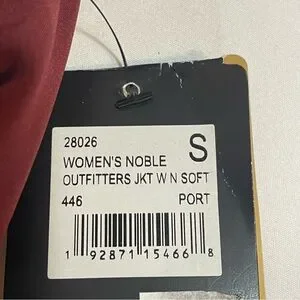 28026
S
WOMEN'S NOBLE
OUTFITTERS JKT W N SOFT
446 PORT
1 92871 15466 8